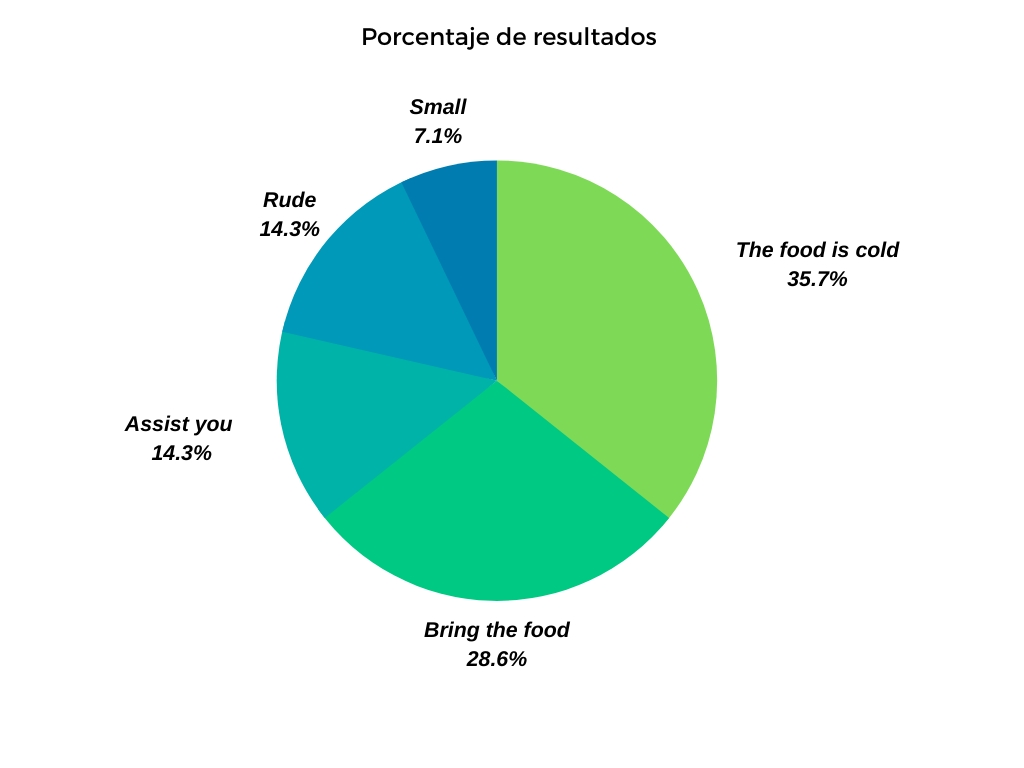 Porcentaje de resultados
Small
7.1%
Rude
14.3%
The food is cold
35.7%
Assist you
14.3%
Bring the food
28.6%